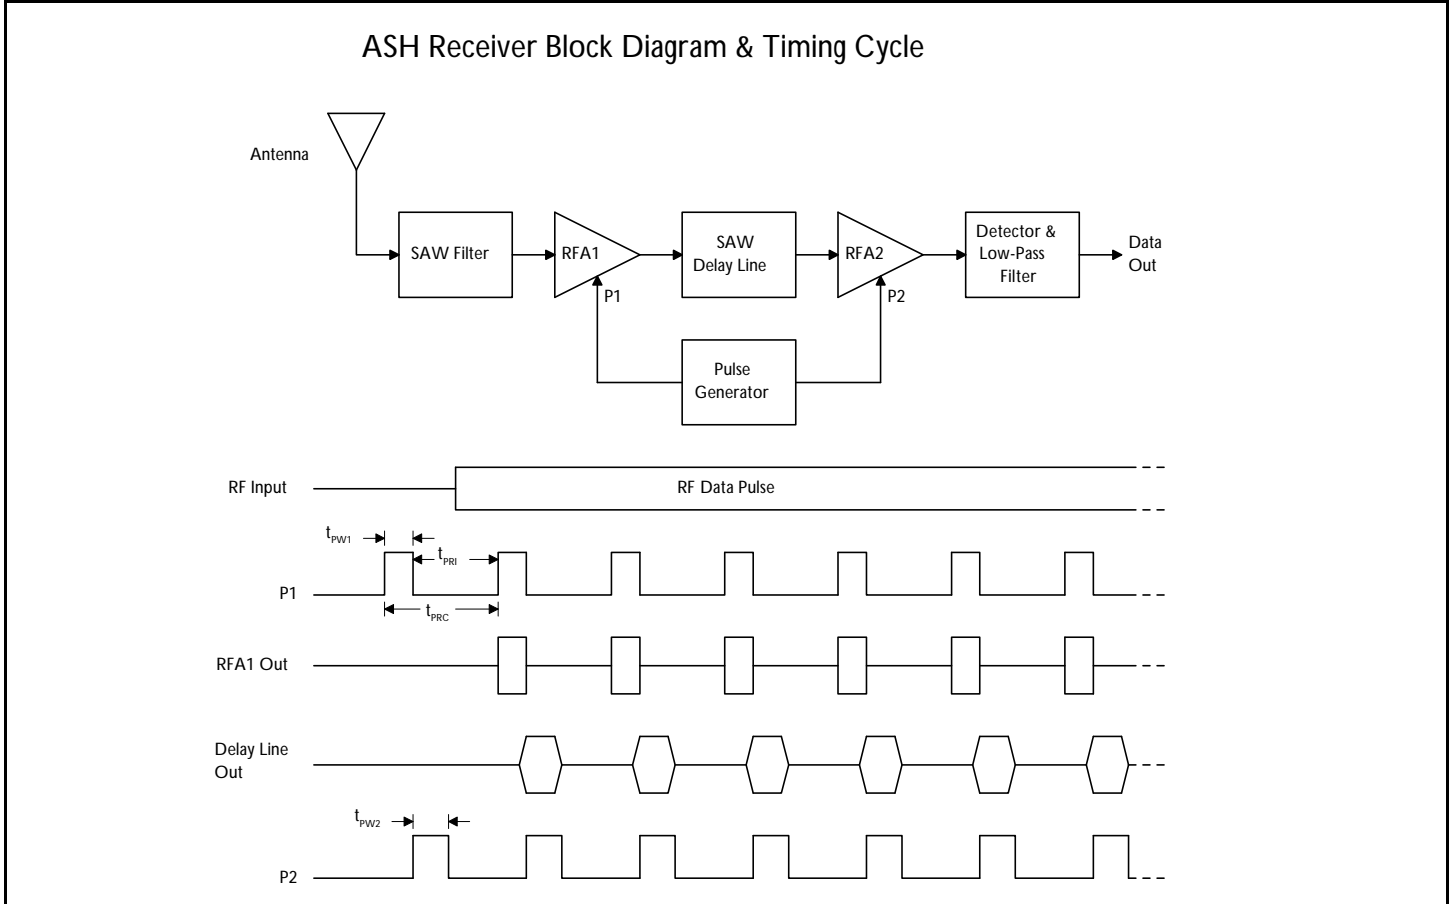 ASH Receiver Block Diagram & Timing Cycle
Antenna
SAW Filter
RFA1
SAW
Delay Line
RFA2
Detector &
Low-Pass
Filter
Data
Out
P1
P2
Pulse
Generator
RF Input
RF Data Pulse
tPW1
tPRI
P1
tPRC
RFA1 Out
Delay Line
Out
tPW2
P2